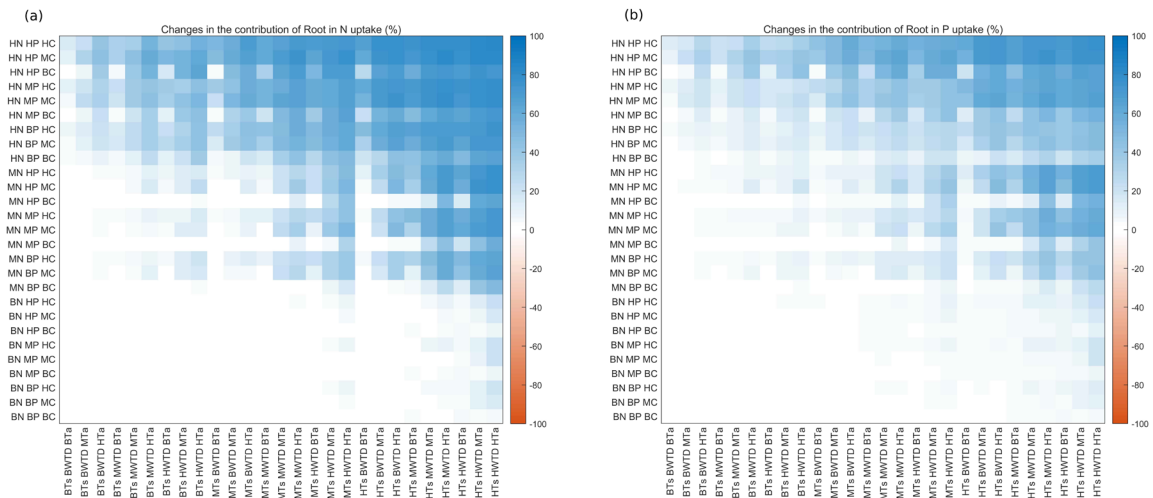 (a)
Changes in the contribution of Root in N uptake (%)
HN HP HC
HN HP MC
HN HP BC
HN MP HC
HN MP MC
HN MP BC
HN BP HC
HN BP MC
HN BP BC
MN HP HC
MN HP MC
MN HP BC
MN MP HC
MN MP MC
MN MP BC
MN BP HC
MN BP MC
MN BP BC
BN HP HC
BN HP MC
BN HP BC
BN MP HC
BN MP MC
BN MP BC
BN BP HC
BN BP MC
BN BP BC
100
80
60
40
20
0
-20
-40
-60
-80
-100
BTs BWTD BTa
BTs BWTD MTa
BTs BWTD HTa
BTs MWTD BTa
BTs MWTD MTa
BTs MWTD HTa
BTs HWTD BTa
BTs HWTD MTa
BTs HWTD HTa
MTs BWTD BTa
MTs BWTD MTa
MTs BWTD HTa
MTs MWTD BTa
MTs MWTD MTa
MTs MWTD HTa
MTs HWTD BTa
MTs HWTD MTa
MTs HWTD HTa
HTs BWTD BTa
HTs BWTD MTa
HTs BWTD HTa
HTs MWTD BTa
HTs MWTD MTa
HTs MWTD HTa
HTs HWTD BTa
HTs HWTD MTa
HTs HWTD HTa
(b)
Changes in the contribution of Root in P uptake (%)
HN HP HC
HN HP MC
HN HP BC
HN MP HC
HN MP MC
HN MP BC
HN BP HC
HN BP MC
HN BP BC
MN HP HC
MN HP MC
MN HP BC
MN MP HC
MN MP MC
MN MP BC
MN BP HC
MN BP MC
MN BP BC
BN HP HC
BN HP MC
BN HP BC
BN MP HC
BN MP MC
BN MP BC
BN BP HC
BN BP MC
BN BP BC
100
80
60
40
20
0
-20
-40
-60
-80
-100
BTs BWTD BTa
BTs BWTD MTa
BTs BWTD HTa
BTs MWTD BTa
BTs MWTD MTa
BTs MWTD HTa
BTs HWTD BTa
BTs HWTD MTa
BTs HWTD HTa
MTs BWTD BTa
MTs BWTD MTa
MTs BWTD HTa
MTs MWTD BTa
MTs MWTD MTa
MTs MWTD HTa
MTs HWTD BTa
MTs HWTD MTa
MTs HWTD HTa
HTs BWTD BTa
HTs BWTD MTa
HTs BWTD HTa
HTs MWTD BTa
HTs MWTD MTa
HTs MWTD HTa
HTs HWTD BTa
HTs HWTD MTa
HTs HWTD HTa